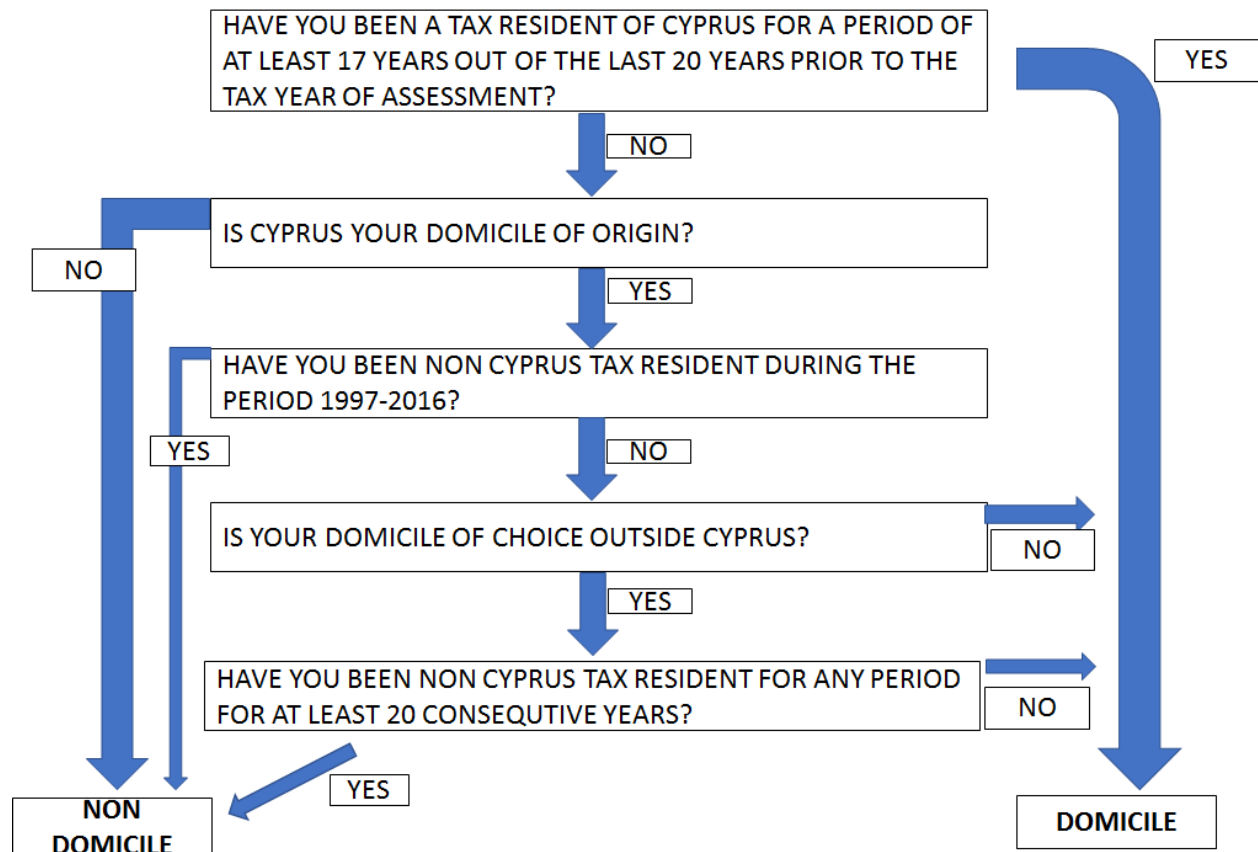 HAVE YOU BEEN A TAX RESIDENT OF CYPRUS FOR A PERIOD OF
AT LEAST 17 YEARS OUT OF THE LAST 20 YEARS PRIOR TO THE
TAX YEAR OF ASSESSMENT?
YES
NO
IS CYPRUS YOUR DOMICILE OF ORIGIN?
NO
YES
HAVE YOU BEEN NON CYPRUS TAX RESIDENT DURING THE
PERIOD 1997-2016?
YES
NO
IS YOUR DOMICILE OF CHOICE OUTSIDE CYPRUS?
NO
YES
HAVE YOU BEEN NON CYPRUS TAX RESIDENT FOR ANY PERIOD
FOR AT LEAST 20 CONSEQUTIVE YEARS?
NO
YES
NON
DOMICILE
DOMICILE